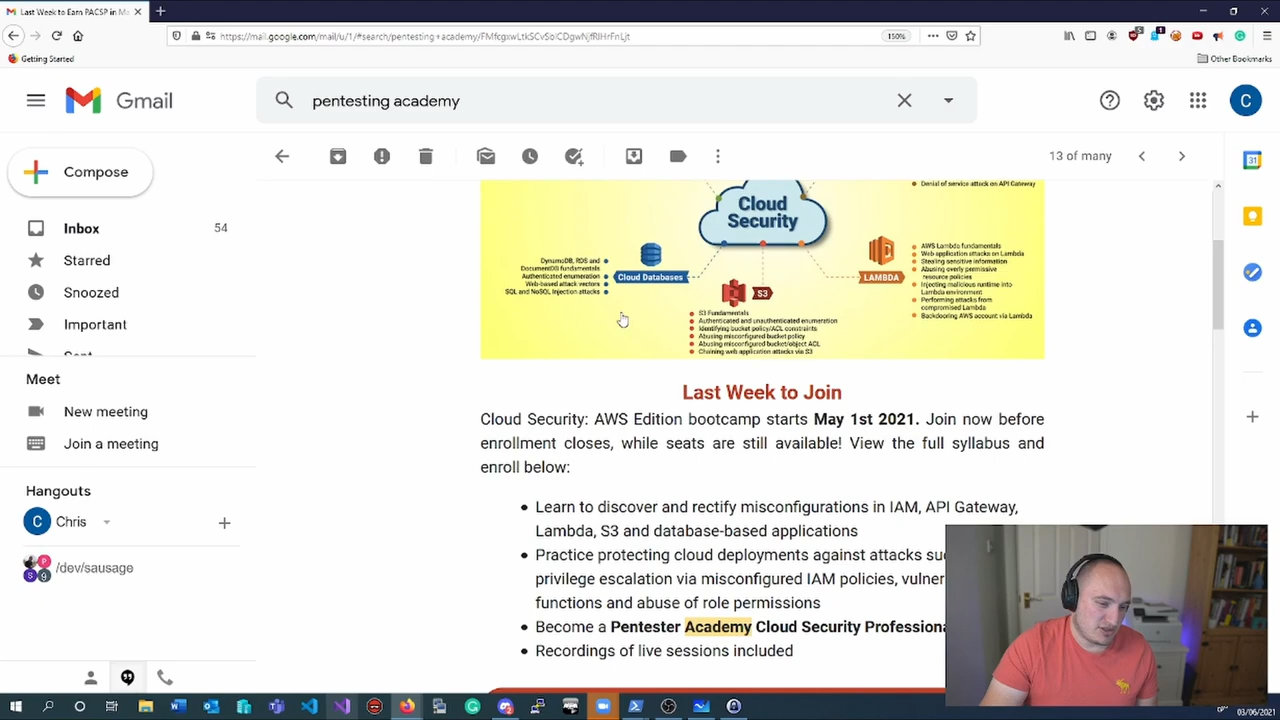 Last Week to Earn PACSP in M
https://mail.google.com/mail/u/1/#search/pentesting+academy/FMfcgxwLtkSCvSolCDgwNjfRlHrFnLjt
150%
Getting Started
Other Bookmarks
Gmail
pentesting academy
C
Compose
13 of many
31
Inbox 54
Starred
Snoozed
Important
Sent
Meet
New meeting
Join a meeting
Hangouts
C Chris
/dev/sausage
Denial of service attack on API Gateway
Cloud
Security
DynamoDB, RDS and
DocumentDB fundamentals
Authenticated enumeration
Web-based attack vectors
SQL and NoSQL Injection attacks
Cloud Databases
S3
S3 Fundamentals
Authenticated and unauthenticated enumeration
Identifying bucket policy/ACL constraints
Abusing misconfigured bucket policy
Abusing misconfigured bucket/object ACL
Chaining web application attacks via S3
LAMBDA
AWS Lambda fundamentals
Web application attacks on Lambda
Stealing sensitive information
Abusing overly permissive
resource policies
Injecting malicious runtime into
Lambda environment
Performing attacks from
compromised Lambda
Backdooring AWS account via Lambda
Last Week to Join
Cloud Security: AWS Edition bootcamp starts May 1st 2021. Join now before
enrollment closes, while seats are still available! View the full syllabus and
enroll below:
Learn to discover and rectify misconfigurations in IAM, API Gateway,
Lambda, S3 and database-based applications
Practice protecting cloud deployments against attacks suc
privilege escalation via misconfigured IAM policies, vulner
functions and abuse of role permissions
Become a Pentester Academy Cloud Security Professiona
Recordings of live sessions included
03/06/2021